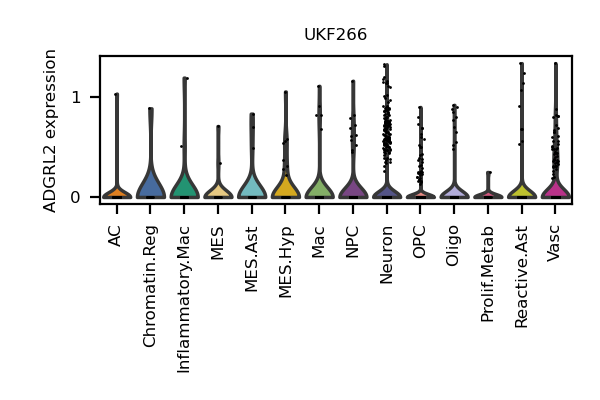 UKF266
ADGRL2 expression
1
0
AC
Chromatin.Reg
Inflammatory.Mac
MES
MES.Ast
MES.Hyp
Mac
NPC
Neuron
OPC
Oligo
Prolif.Metab
Reactive.Ast
Vasc